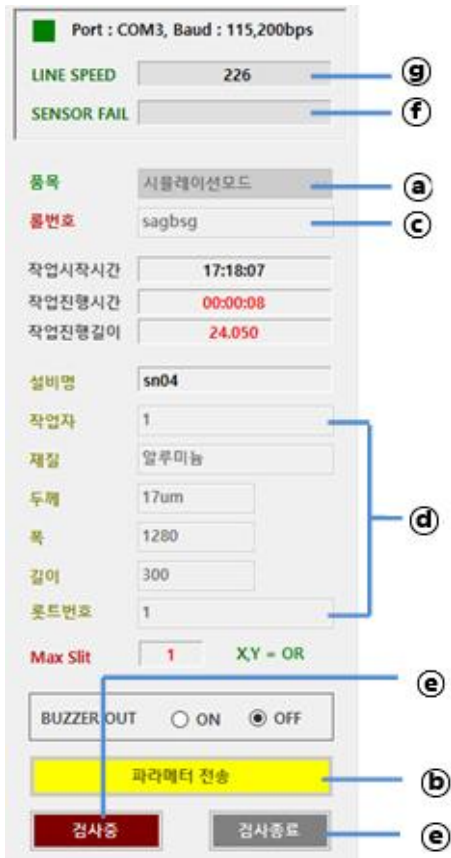 Port : COM3, Baud : 115,200bps
LINE SPEED 226 ⓖ
SENSOR FAIL ⓕ
품목 시뮬레이션모드 ⓐ
롤번호 sagbsg ⓒ
작업시작시간 17:18:07
작업진행시간 00:00:08
작업진행길이 24.050
설비명 sn04
작업자 1
재질 알루미늄
두께 17um
ⓓ
폭 1280
길이 300
롯트번호 1
Max Slit 1 X,Y = OR
ⓔ
BUZZER OUT ON OFF
파라메터 전송 ⓑ
검사중 검사종료 ⓔ